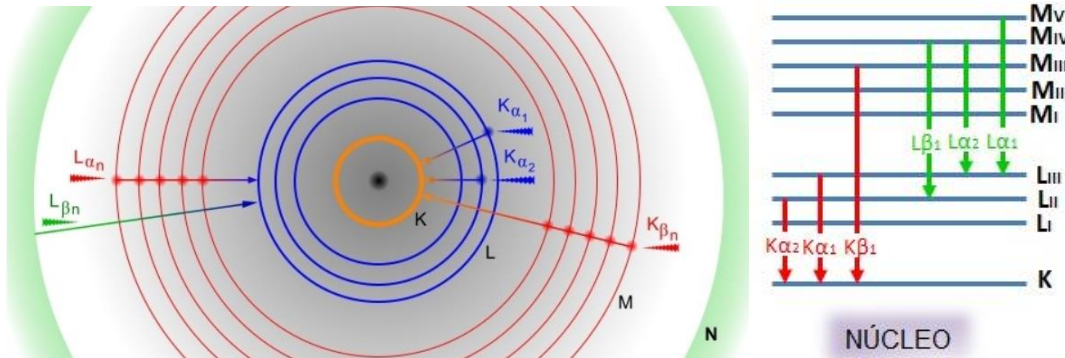 Lαn
Lβn
Kα1
Kα2
Kβn
K
L
M
N
MV
MIV
MIII
MII
MI
Lβ1 Lα2 Lα1
LIII
LII
LI
Kα2 Kα1 Kβ1
K
NÚCLEO